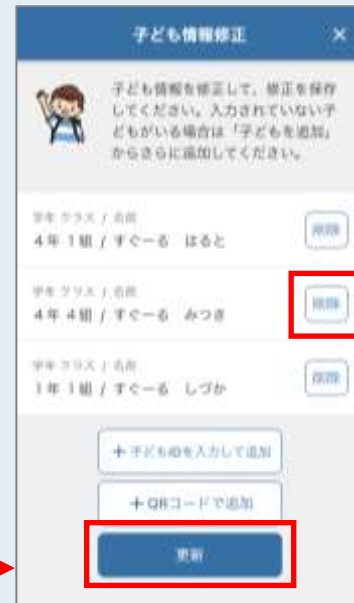 子ども情報修正 ×
子ども情報を修正して、修正を保存
してください。入力されていない子
どもがいる場合は「子どもを追加」
からさらに追加してください。
学年 クラス / 名前
4年 1組 / すぐーる はると
削除
学年 クラス / 名前
4年 4組 / すぐーる みつき
削除
学年 クラス / 名前
1年 1組 / すぐーる しづか
削除
+ 子どもIDを入力して追加
+ QRコードで追加
更新